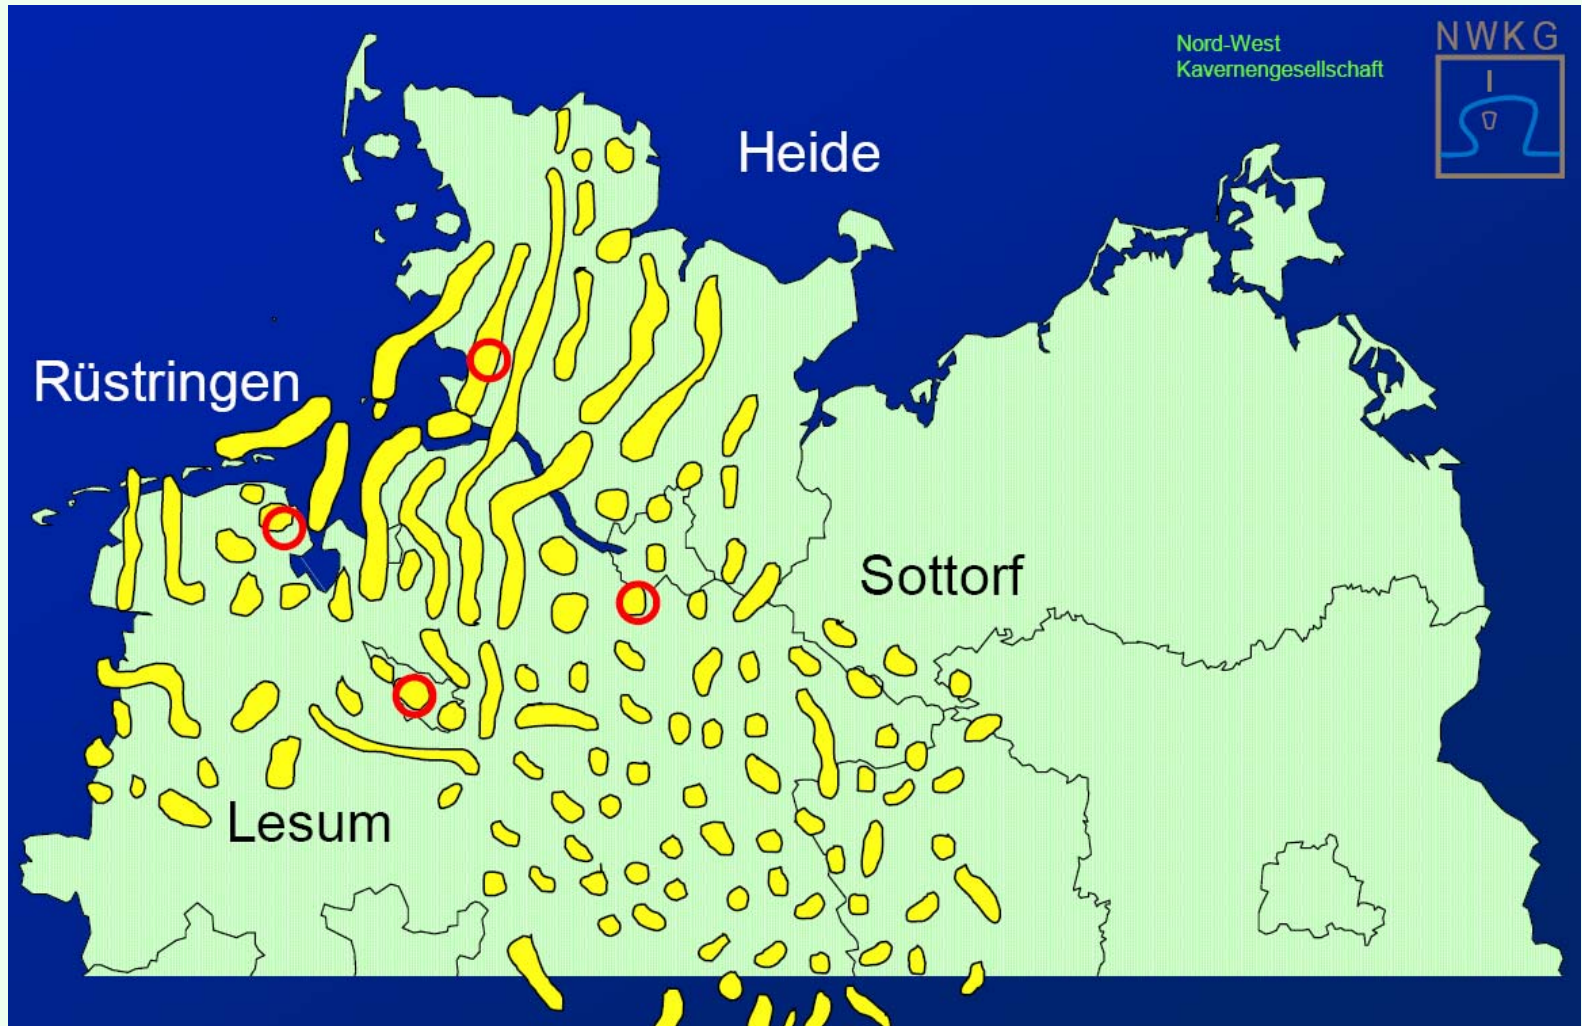 Nord-West
Kavernengesellschaft
NWKG
Heide
Rüstringen
Sottorf
Lesum